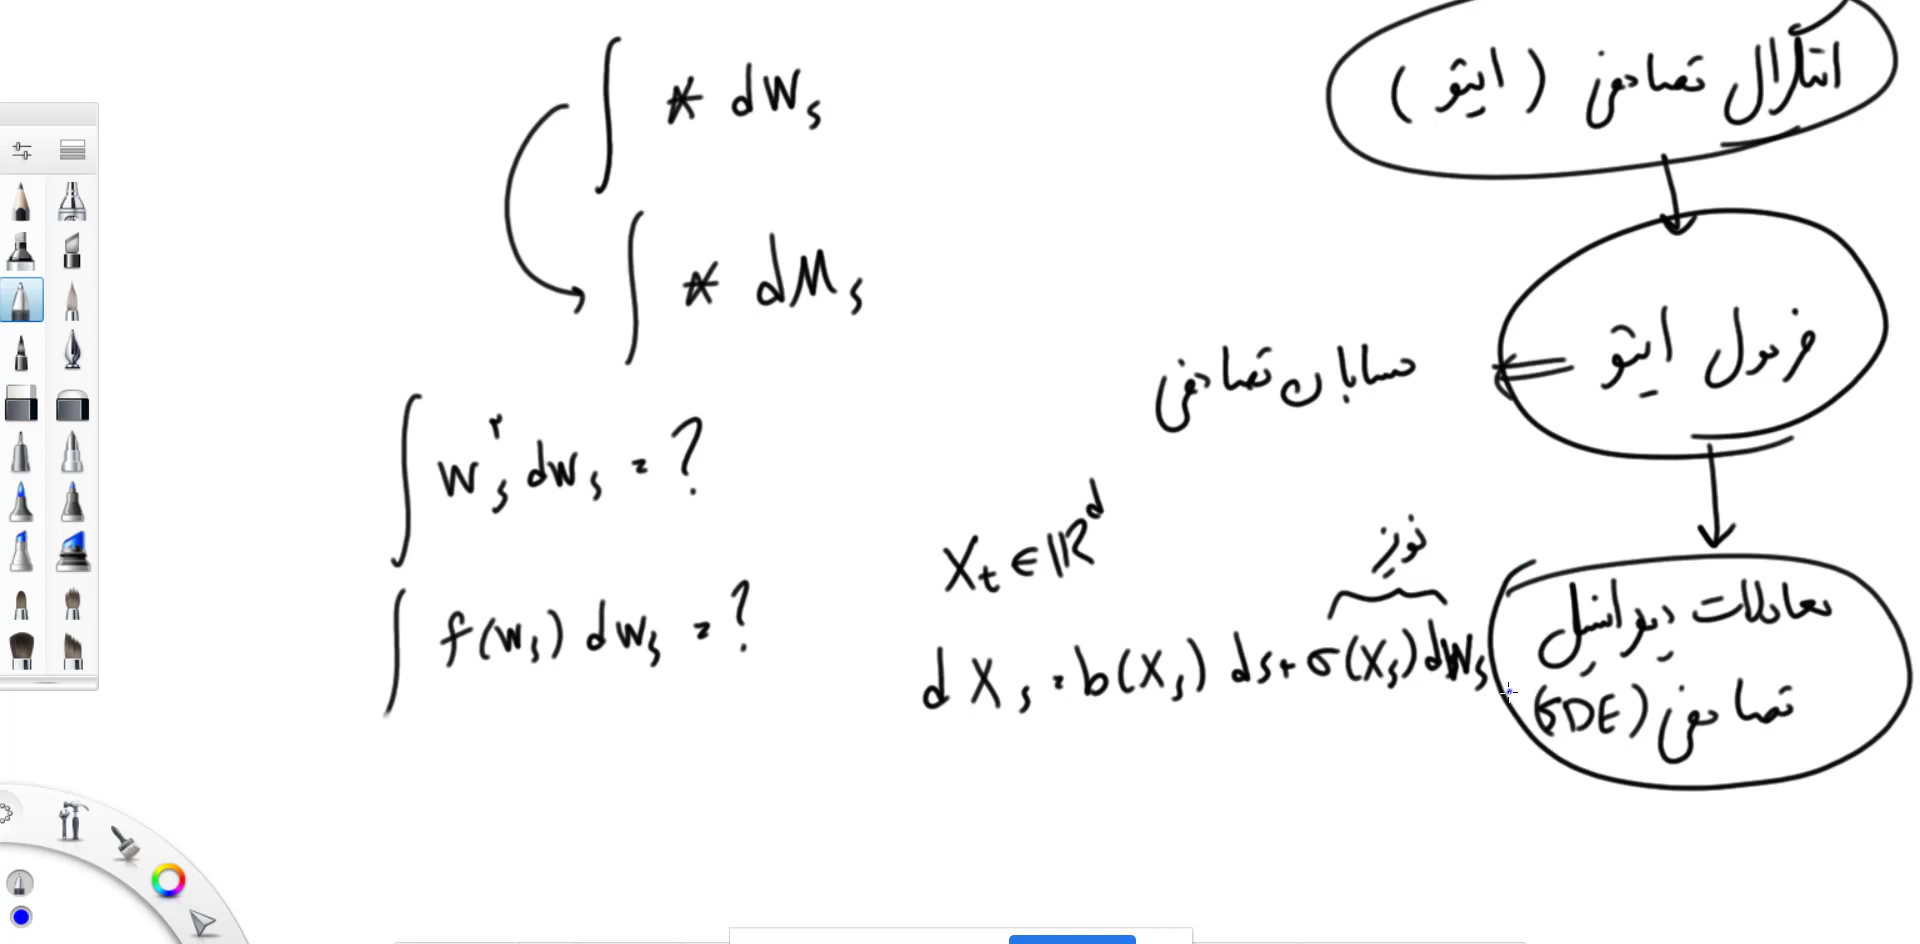 انتگرال تصادفی (ایتو)
∫ * dW_s
∫ * dM_s
فرمول ایتو
حسابان تصادفی
∫ W_s^۲ dW_s = ?
X_t ∈ ℝ^d
نویز
∫ f(W_s) dW_s = ?
dX_s = b(X_s) ds + σ(X_s) dW_s
معادلات دیفرانسیل
تصادفی (SDE)